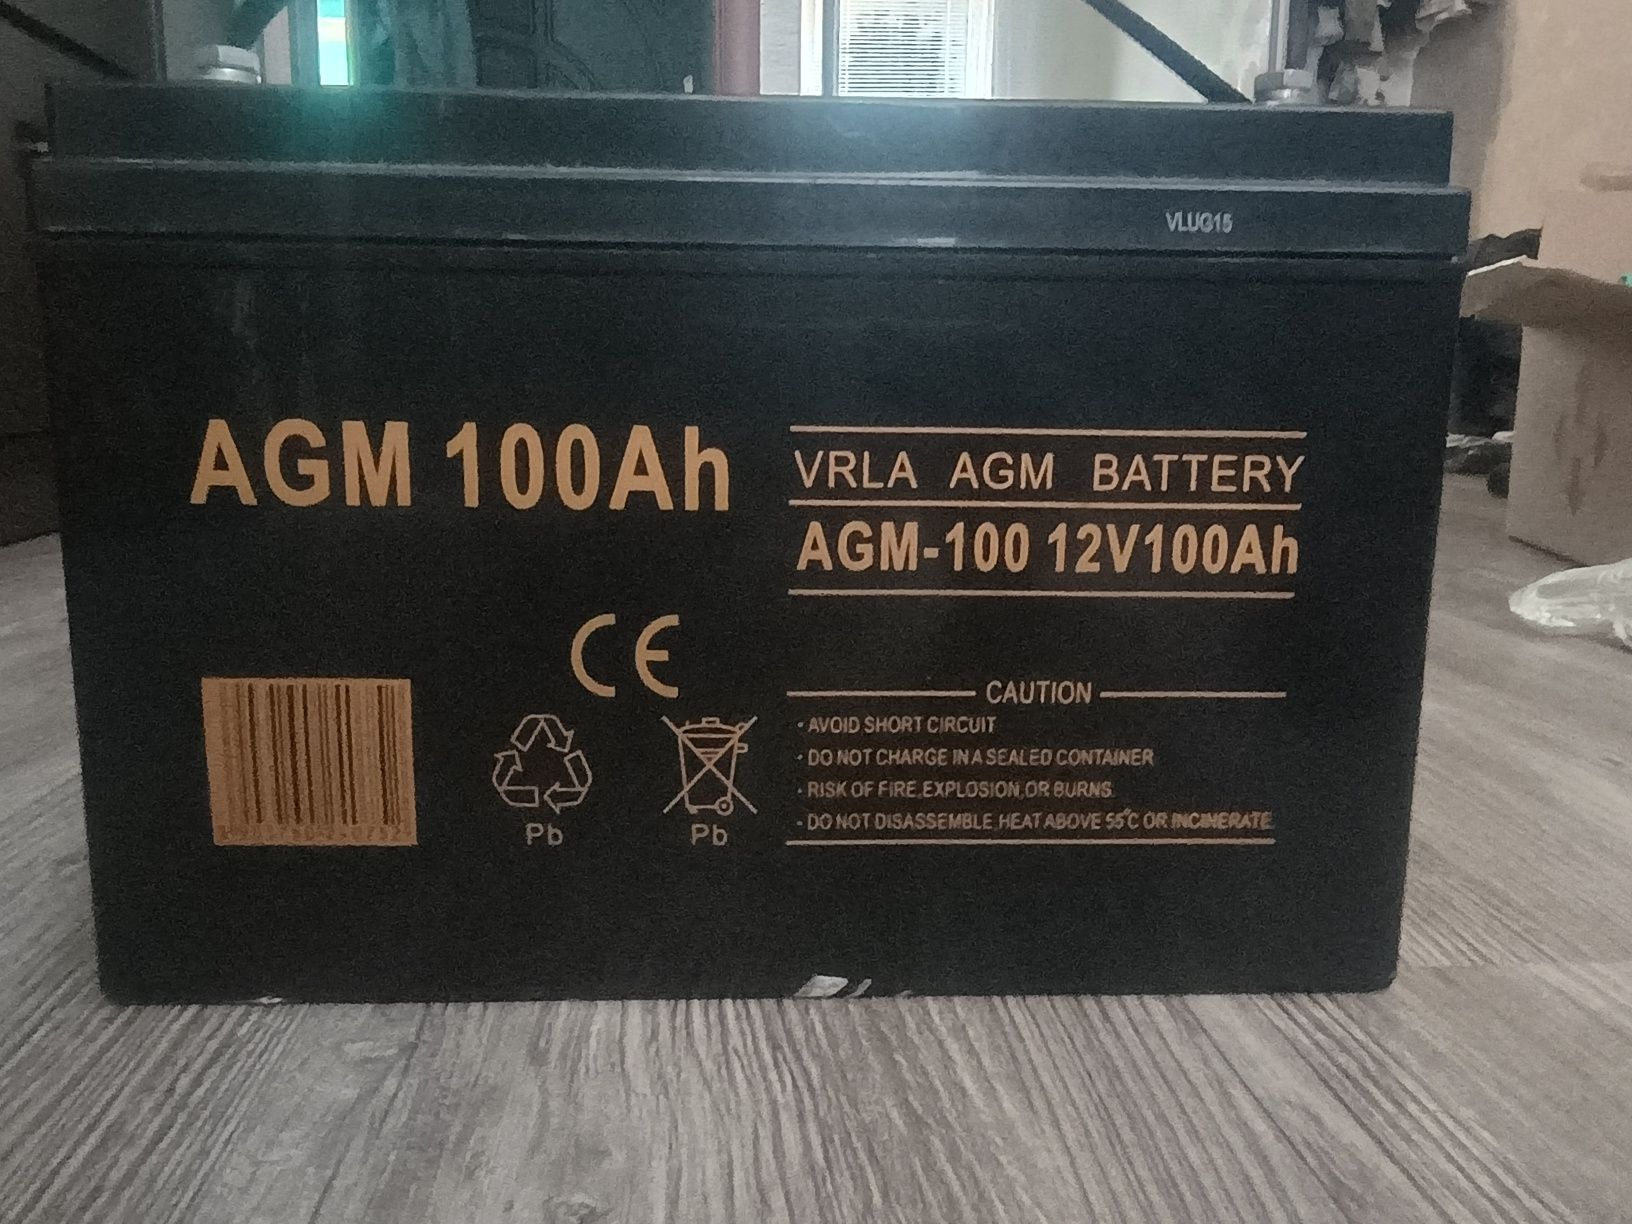 VLUG15
AGM 100Ah
VRLA AGM BATTERY
AGM-100 12V100Ah
CE
Pb
Pb
CAUTION
• AVOID SHORT CIRCUIT
• DO NOT CHARGE IN A SEALED CONTAINER
• RISK OF FIRE,EXPLOSION,OR BURNS.
• DO NOT DISASSEMBLE,HEAT ABOVE 55°C OR INCINERATE.